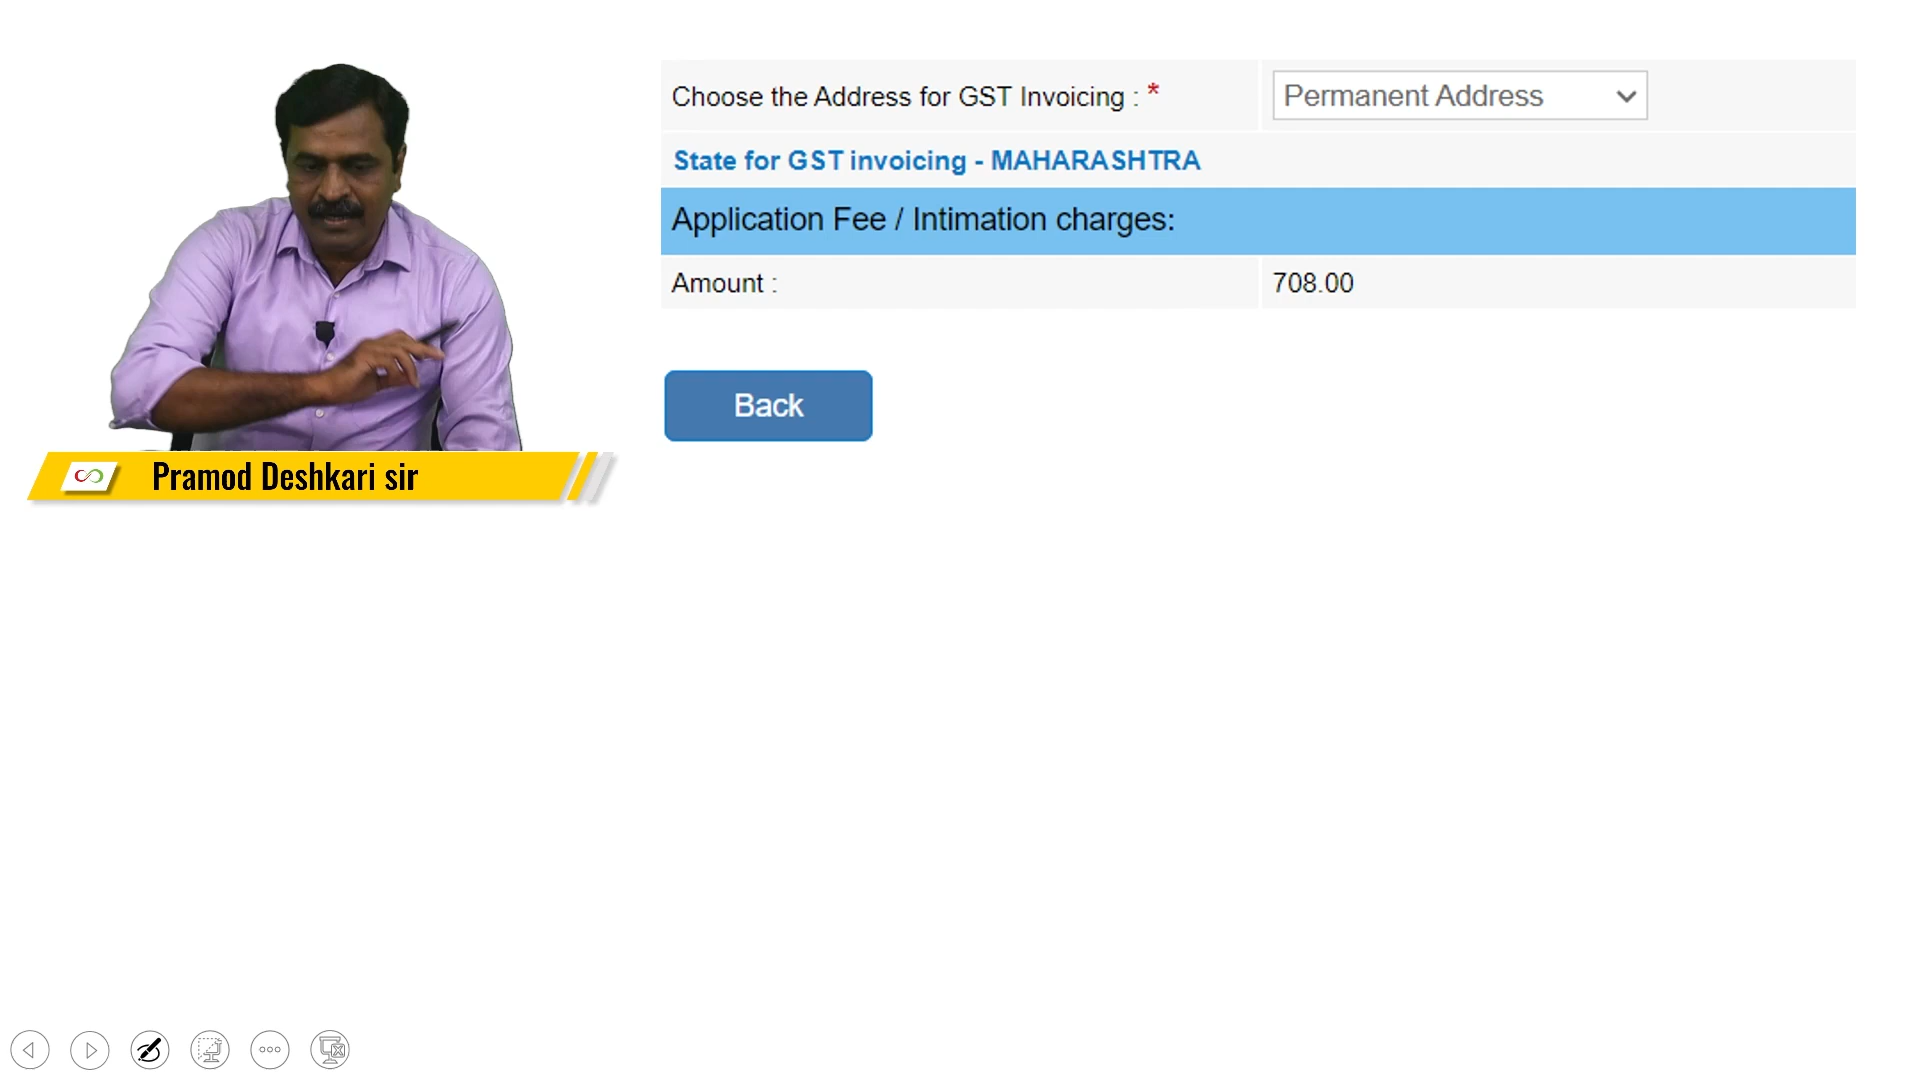 Choose the Address for GST Invoicing : *
Permanent Address
State for GST invoicing - MAHARASHTRA
Application Fee / Intimation charges:
Amount :
708.00
Back
Pramod Deshkari sir